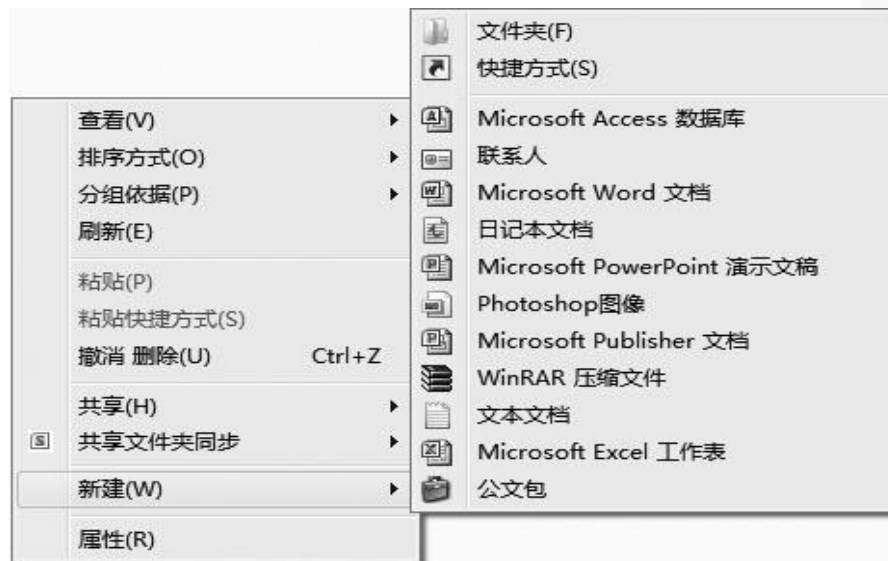 查看(V)
排序方式(O)
分组依据(P)
刷新(E)
粘贴(P)
粘贴快捷方式(S)
撤消 删除(U) Ctrl+Z
共享(H)
共享文件夹同步
新建(W)
属性(R)
文件夹(F)
快捷方式(S)
Microsoft Access 数据库
联系人
Microsoft Word 文档
日记本文档
Microsoft PowerPoint 演示文稿
Photoshop图像
Microsoft Publisher 文档
WinRAR 压缩文件
文本文档
Microsoft Excel 工作表
公文包